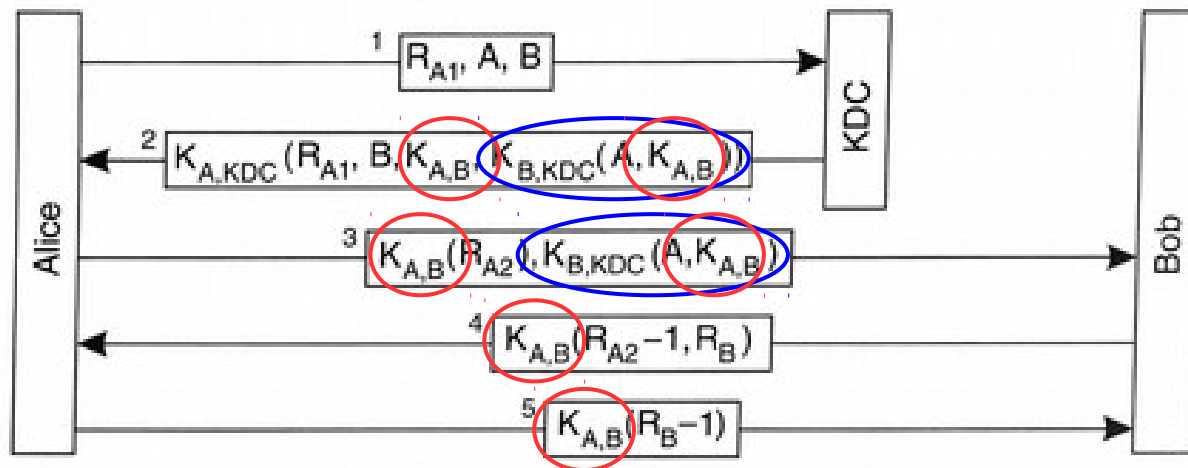 Alice
KDC
Bob
1 R_A1, A, B
2 K_A,KDC (R_A1, B, K_A,B, K_B,KDC (A, K_A,B))
3 K_A,B (R_A2), K_B,KDC (A, K_A,B)
4 K_A,B (R_A2−1, R_B)
5 K_A,B (R_B−1)